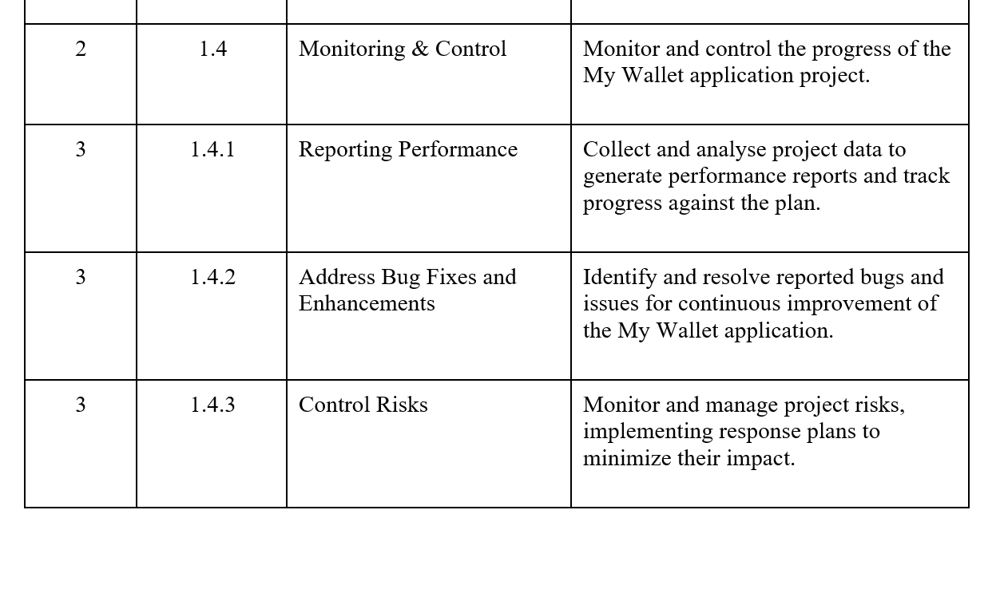 2 1.4 Monitoring & Control Monitor and control the progress of the
My Wallet application project.
3 1.4.1 Reporting Performance Collect and analyse project data to
generate performance reports and track
progress against the plan.
3 1.4.2 Address Bug Fixes and Identify and resolve reported bugs and
Enhancements issues for continuous improvement of
the My Wallet application.
3 1.4.3 Control Risks Monitor and manage project risks,
implementing response plans to
minimize their impact.